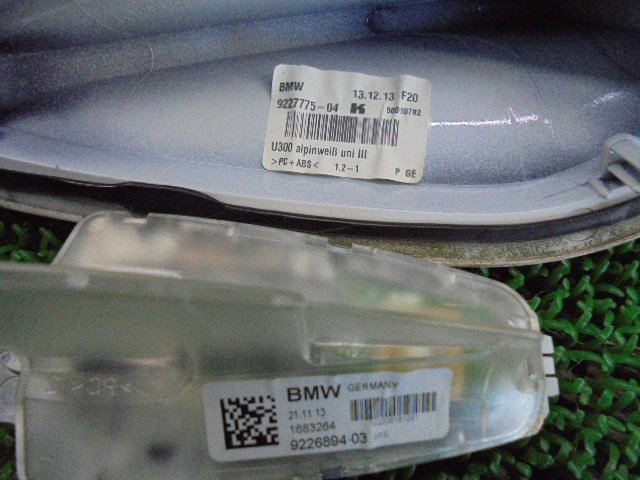 BMW 13.12.13 F20
9227775-04 K
U300 alpinweiß uni III
>PC+ABS< 1.2-1 P GE
BMW GERMANY
21.11.13
1683264
9226894-03